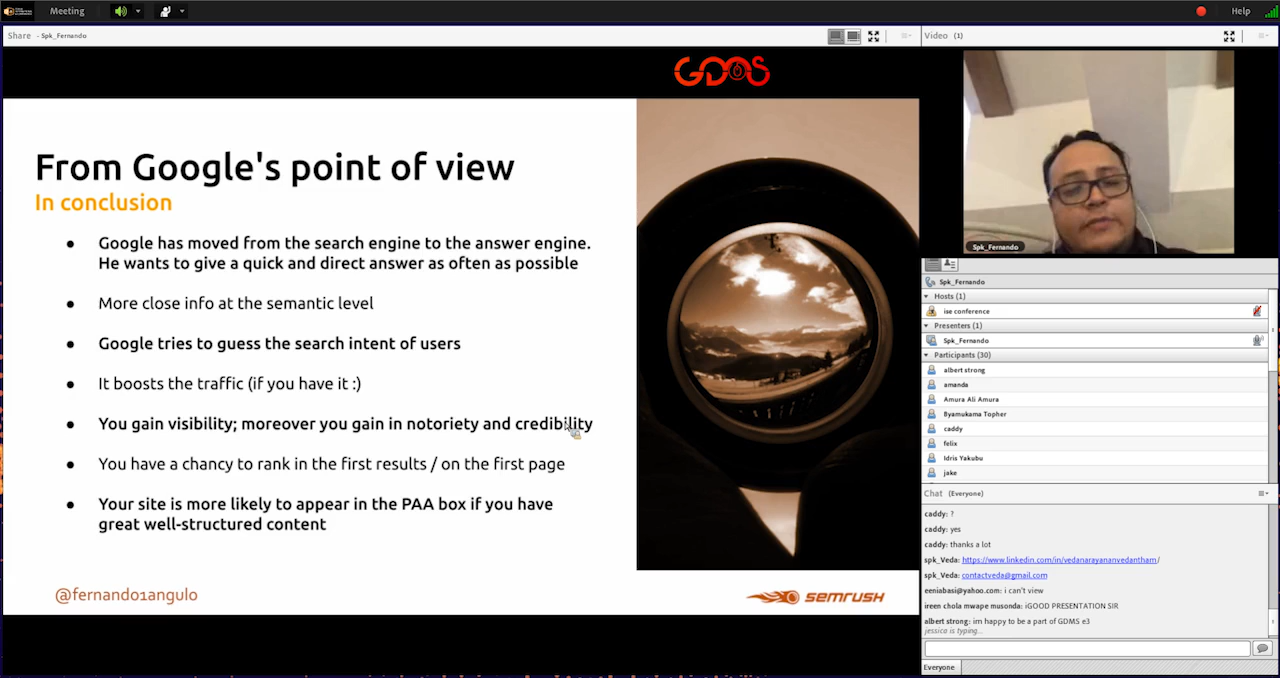 Meeting
Help
Share - Spk_Fernando
Video (1)
GDMS
From Google's point of view
In conclusion
● Google has moved from the search engine to the answer engine.
He wants to give a quick and direct answer as often as possible
● More close info at the semantic level
● Google tries to guess the search intent of users
● It boosts the traffic (if you have it :)
● You gain visibility; moreover you gain in notoriety and credibility
● You have a chancy to rank in the first results / on the first page
● Your site is more likely to appear in the PAA box if you have
great well-structured content
@fernando1angulo
semrush
Spk_Fernando
Spk_Fernando
Hosts (1)
ise conference
Presenters (1)
Spk_Fernando
Participants (30)
albert strong
amanda
Amura Ali Amura
Byamukama Topher
caddy
felix
Idris Yakubu
jake
Chat (Everyone)
caddy: ?
caddy: yes
caddy: thanks a lot
spk_Veda: https://www.linkedin.com/in/vedanarayananvedantham/
spk_Veda: contactveda@gmail.com
eeniabasi@yahoo.com: i can't view
ireen chola mwape musonda: iGOOD PRESENTATION SIR
albert strong: im happy to be a part of GDMS e3
jessica is typing...
Everyone